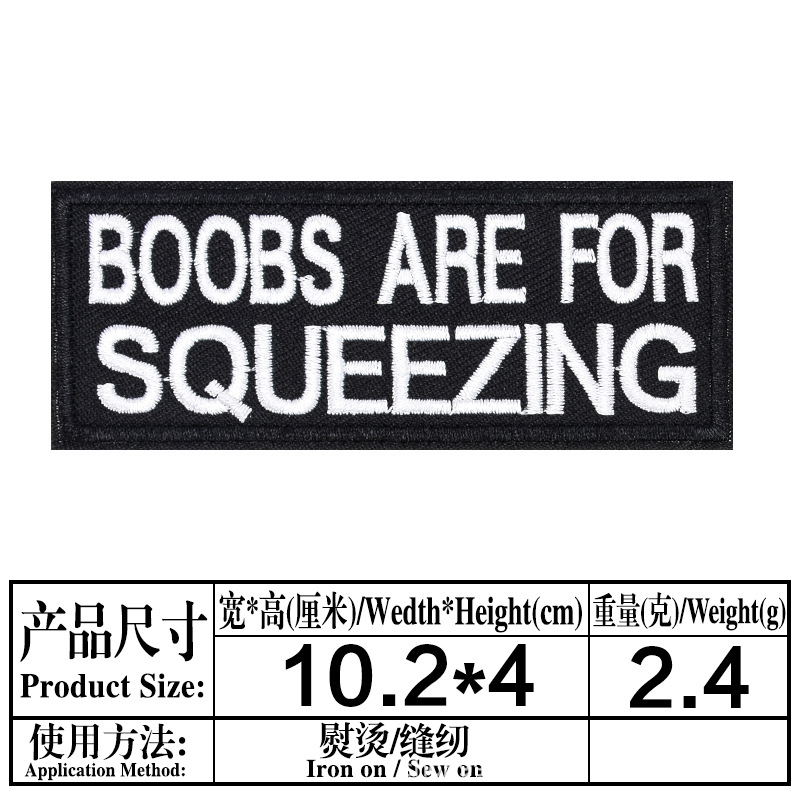 BOOBS ARE FOR
SQUEEZING
产品尺寸
Product Size:
宽*高(厘米)/Wedth*Height(cm)
重量(克)/Weight(g)
10.2*4
2.4
使用方法:
Application Method:
熨烫/缝纫
Iron on / Sew on